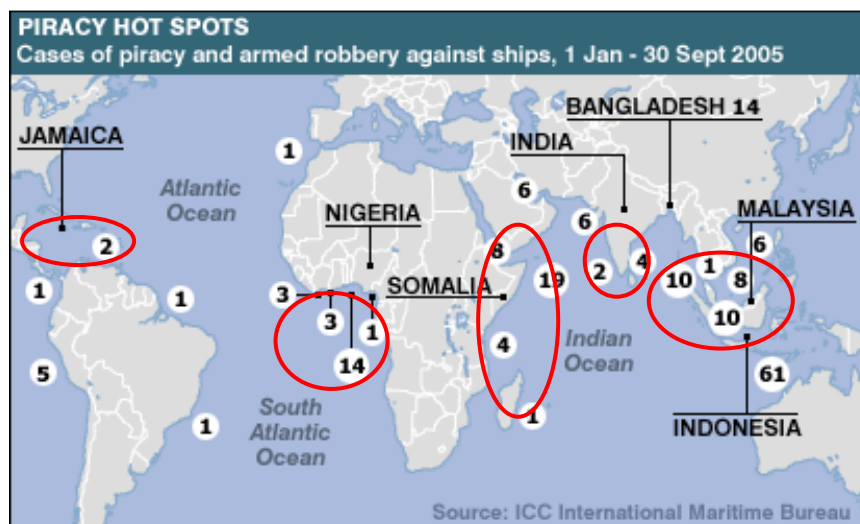 PIRACY HOT SPOTS
Cases of piracy and armed robbery against ships, 1 Jan - 30 Sept 2005
BANGLADESH 14
JAMAICA
INDIA
1
Atlantic
Ocean
6
NIGERIA
6
MALAYSIA
2
8
4
6
1
1
3
SOMALIA
19
2
10
1
8
3
1
10
5
14
4
Indian
Ocean
61
1
South
Atlantic
Ocean
1
INDONESIA
Source: ICC International Maritime Bureau